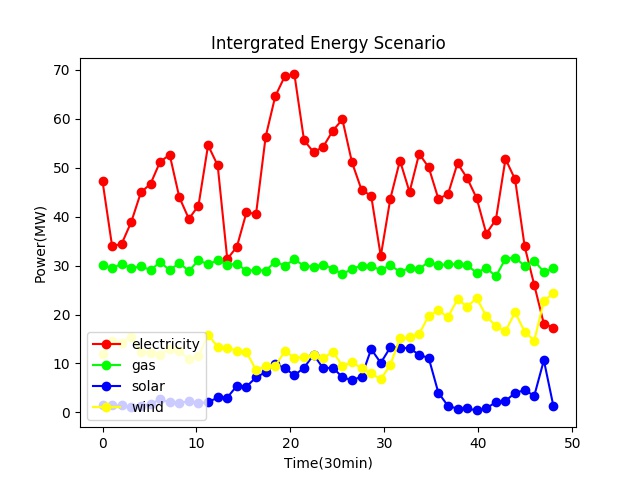 Intergrated Energy Scenario
Power(MW)
70
60
50
40
30
20
10
0
electricity
gas
solar
wind
0 10 20 30 40 50
Time(30min)